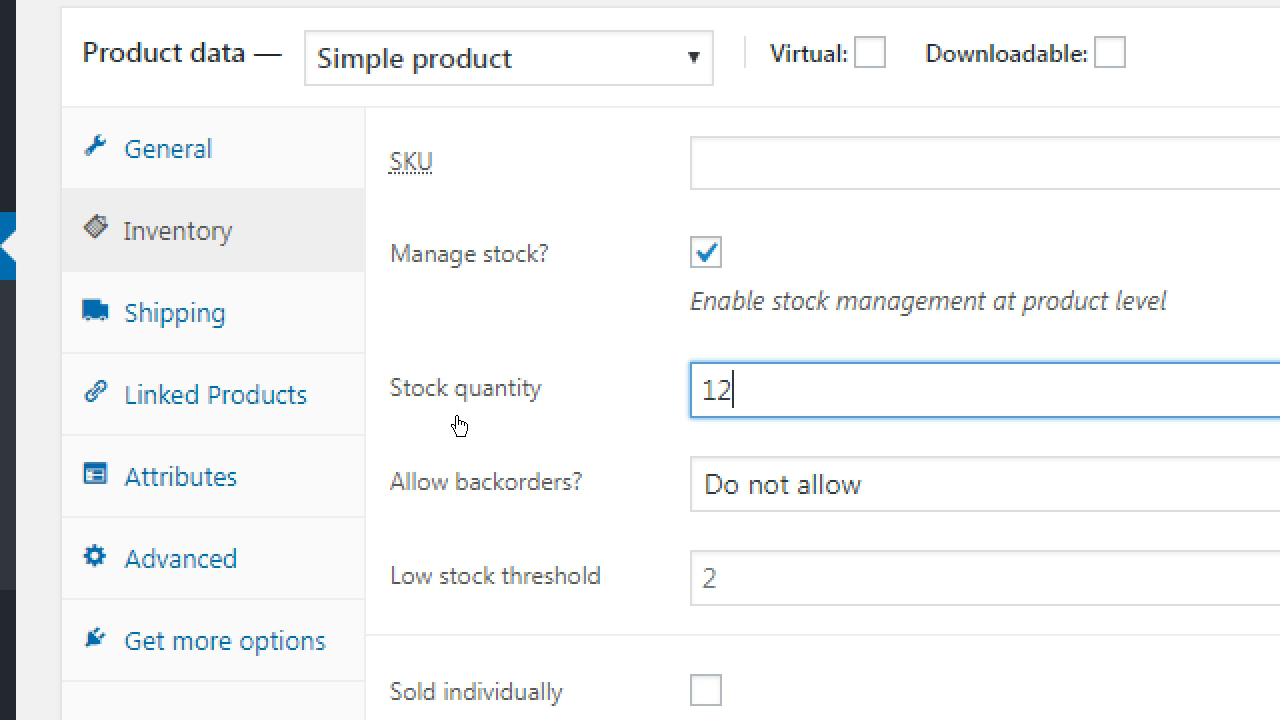 Product data —
Simple product
Virtual:
Downloadable:
General
Inventory
Shipping
Linked Products
Attributes
Advanced
Get more options
SKU
Manage stock?
Enable stock management at product level
Stock quantity
12
Allow backorders?
Do not allow
Low stock threshold
2
Sold individually